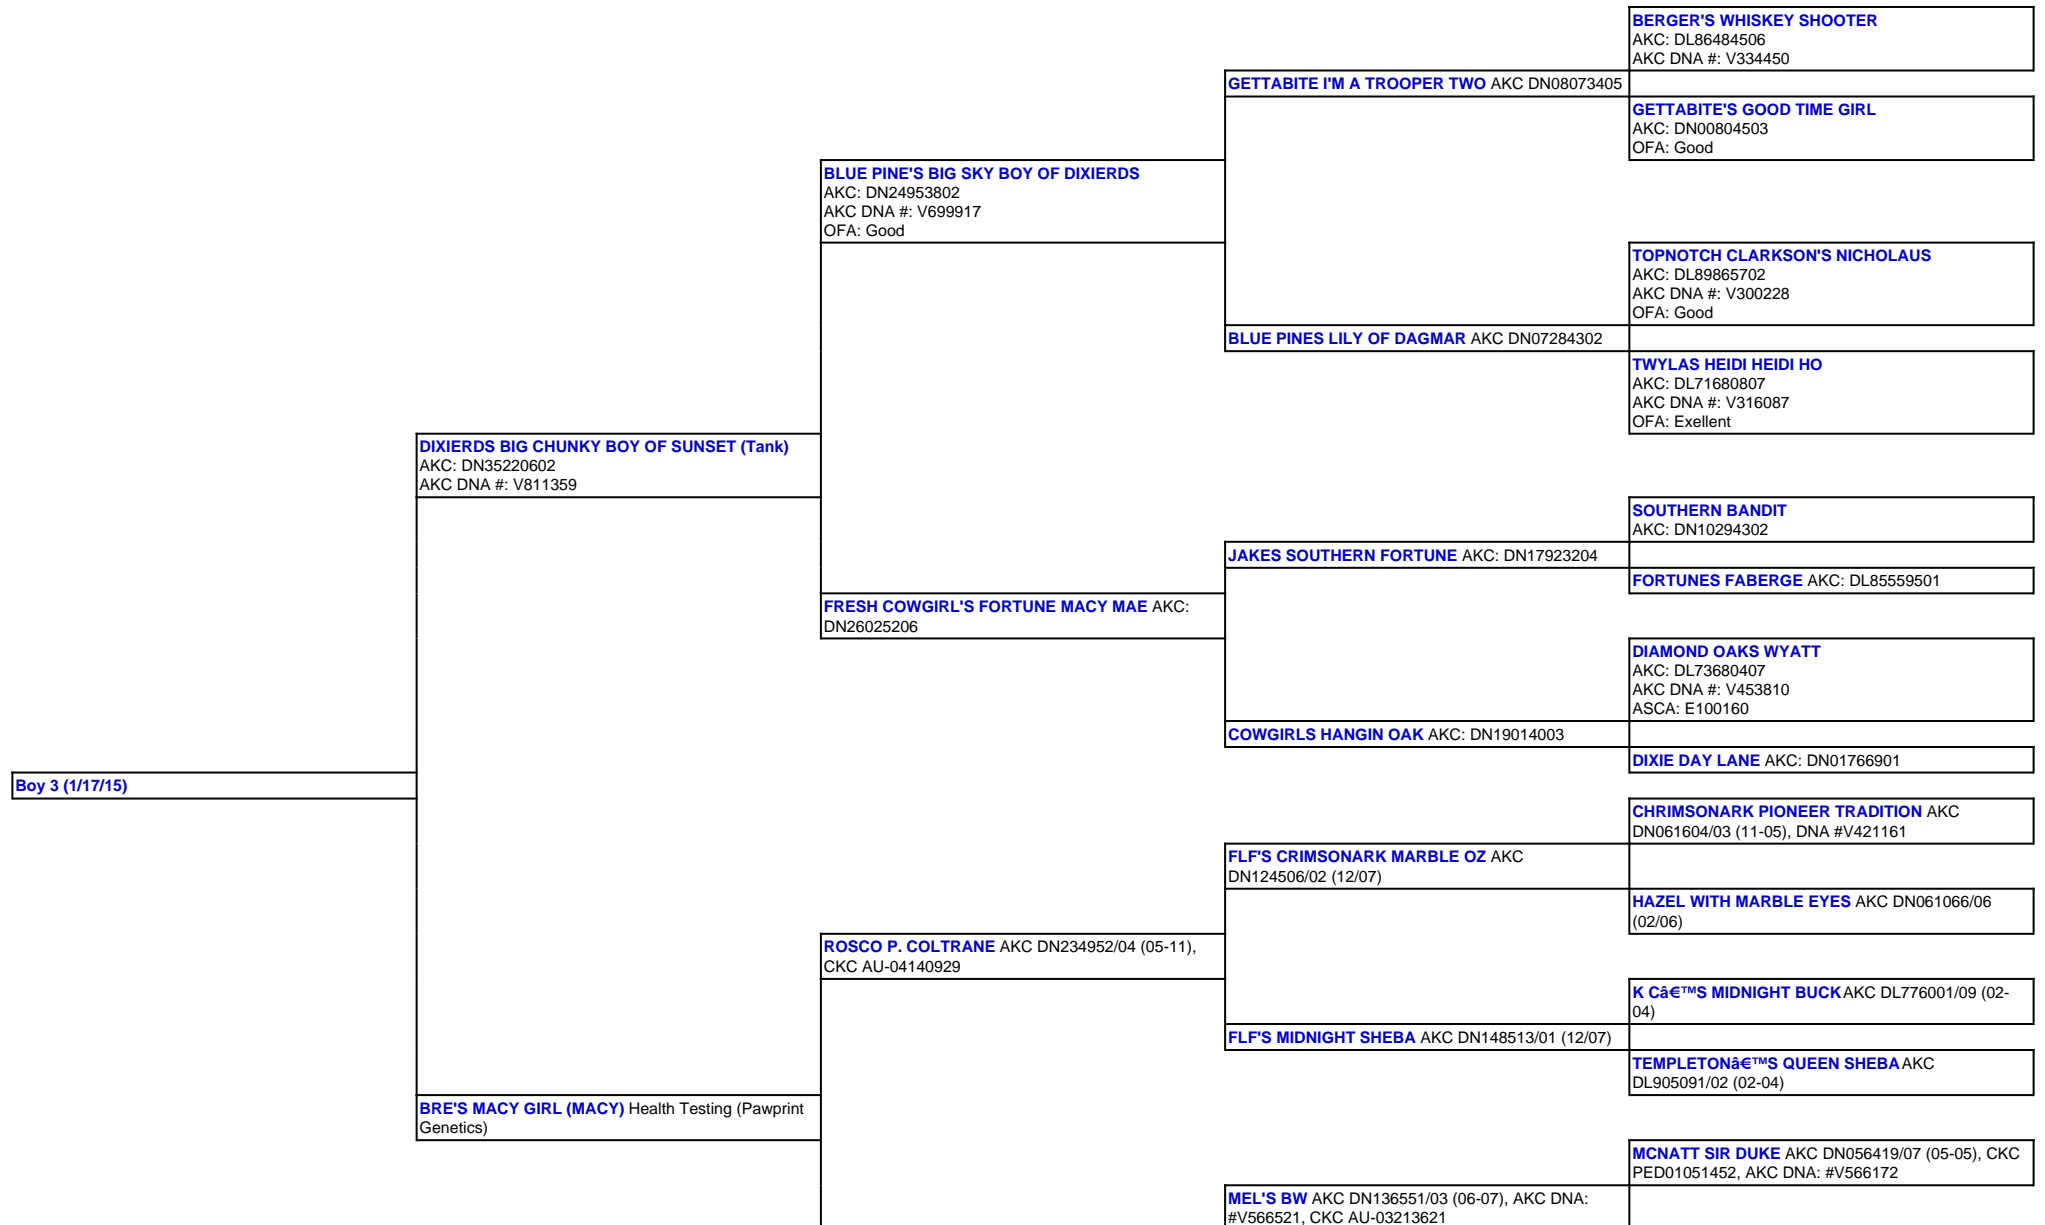 BERGER'S WHISKEY SHOOTER
AKC: DL86484506
AKC DNA #: V334450
GETTABITE I'M A TROOPER TWO AKC DN08073405
GETTABITE'S GOOD TIME GIRL
AKC: DN00804503
OFA: Good
BLUE PINE'S BIG SKY BOY OF DIXIERDS
AKC: DN24953802
AKC DNA #: V699917
OFA: Good
TOPNOTCH CLARKSON'S NICHOLAUS
AKC: DL89865702
AKC DNA #: V300228
OFA: Good
BLUE PINES LILY OF DAGMAR AKC DN07284302
TWYLAS HEIDI HEIDI HO
AKC: DL71680807
AKC DNA #: V316087
OFA: Exellent
DIXIERDS BIG CHUNKY BOY OF SUNSET (Tank)
AKC: DN35220602
AKC DNA #: V811359
SOUTHERN BANDIT
AKC: DN10294302
JAKES SOUTHERN FORTUNE AKC: DN17923204
FORTUNES FABERGE AKC: DL85559501
FRESH COWGIRL'S FORTUNE MACY MAE AKC:
DN26025206
DIAMOND OAKS WYATT
AKC: DL73680407
AKC DNA #: V453810
ASCA: E100160
COWGIRLS HANGIN OAK AKC: DN19014003
DIXIE DAY LANE AKC: DN01766901
Boy 3 (1/17/15)
CHRIMSONARK PIONEER TRADITION AKC
DN061604/03 (11-05), DNA #V421161
FLF'S CRIMSONARK MARBLE OZ AKC
DN124506/02 (12/07)
HAZEL WITH MARBLE EYES AKC DN061066/06
(02/06)
ROSCO P. COLTRANE AKC DN234952/04 (05-11),
CKC AU-04140929
K Câ€™S MIDNIGHT BUCK AKC DL776001/09 (02-
04)
FLF'S MIDNIGHT SHEBA AKC DN148513/01 (12/07)
TEMPLETONâ€™S QUEEN SHEBA AKC
DL905091/02 (02-04)
BRE'S MACY GIRL (MACY) Health Testing (Pawprint
Genetics)
MCNATT SIR DUKE AKC DN056419/07 (05-05), CKC
PED01051452, AKC DNA: #V566172
MEL'S BW AKC DN136551/03 (06-07), AKC DNA:
#V566521, CKC AU-03213621